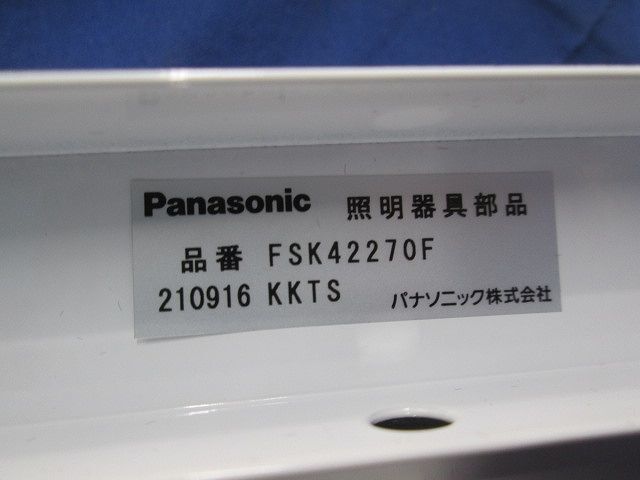 Panasonic 照明器具部品
品番 FSK42270F
210916 KKTS パナソニック株式会社